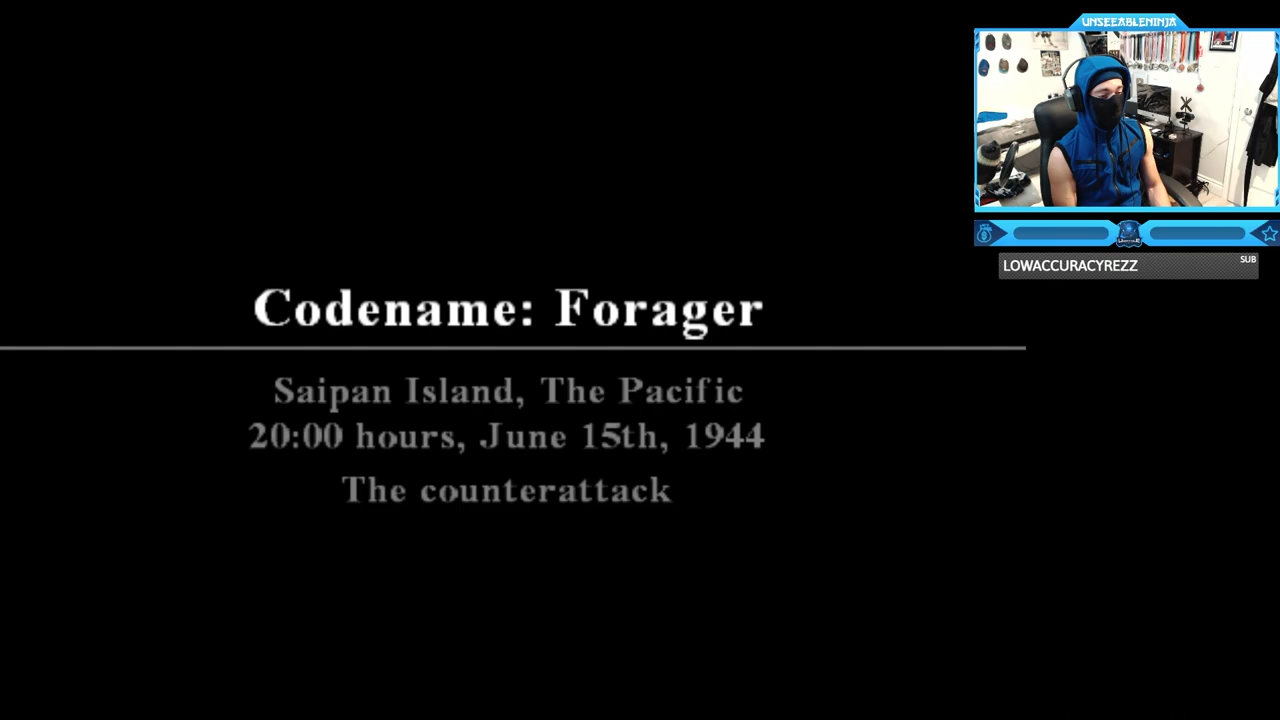 UNSEEABLENINJA
LOWACCURACYREZZ
SUB
Codename: Forager
Saipan Island, The Pacific
20:00 hours, June 15th, 1944
The counterattack